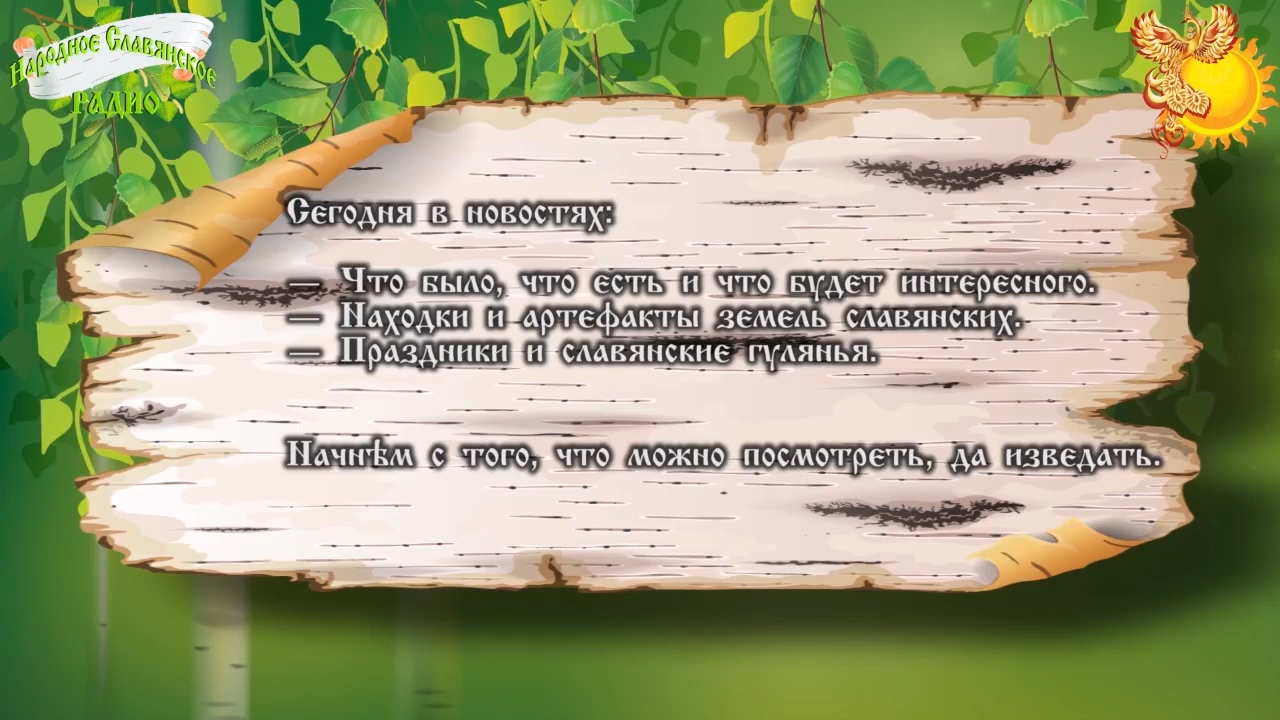 Народное Славянское
РАДИО
Сегодня в новостях:
— Что было, что есть и что будет интересного.
— Находки и артефакты земель славянских.
— Праздники и славянские гулянья.
Начнѣм с того, что можно посмотреть, да изведать.